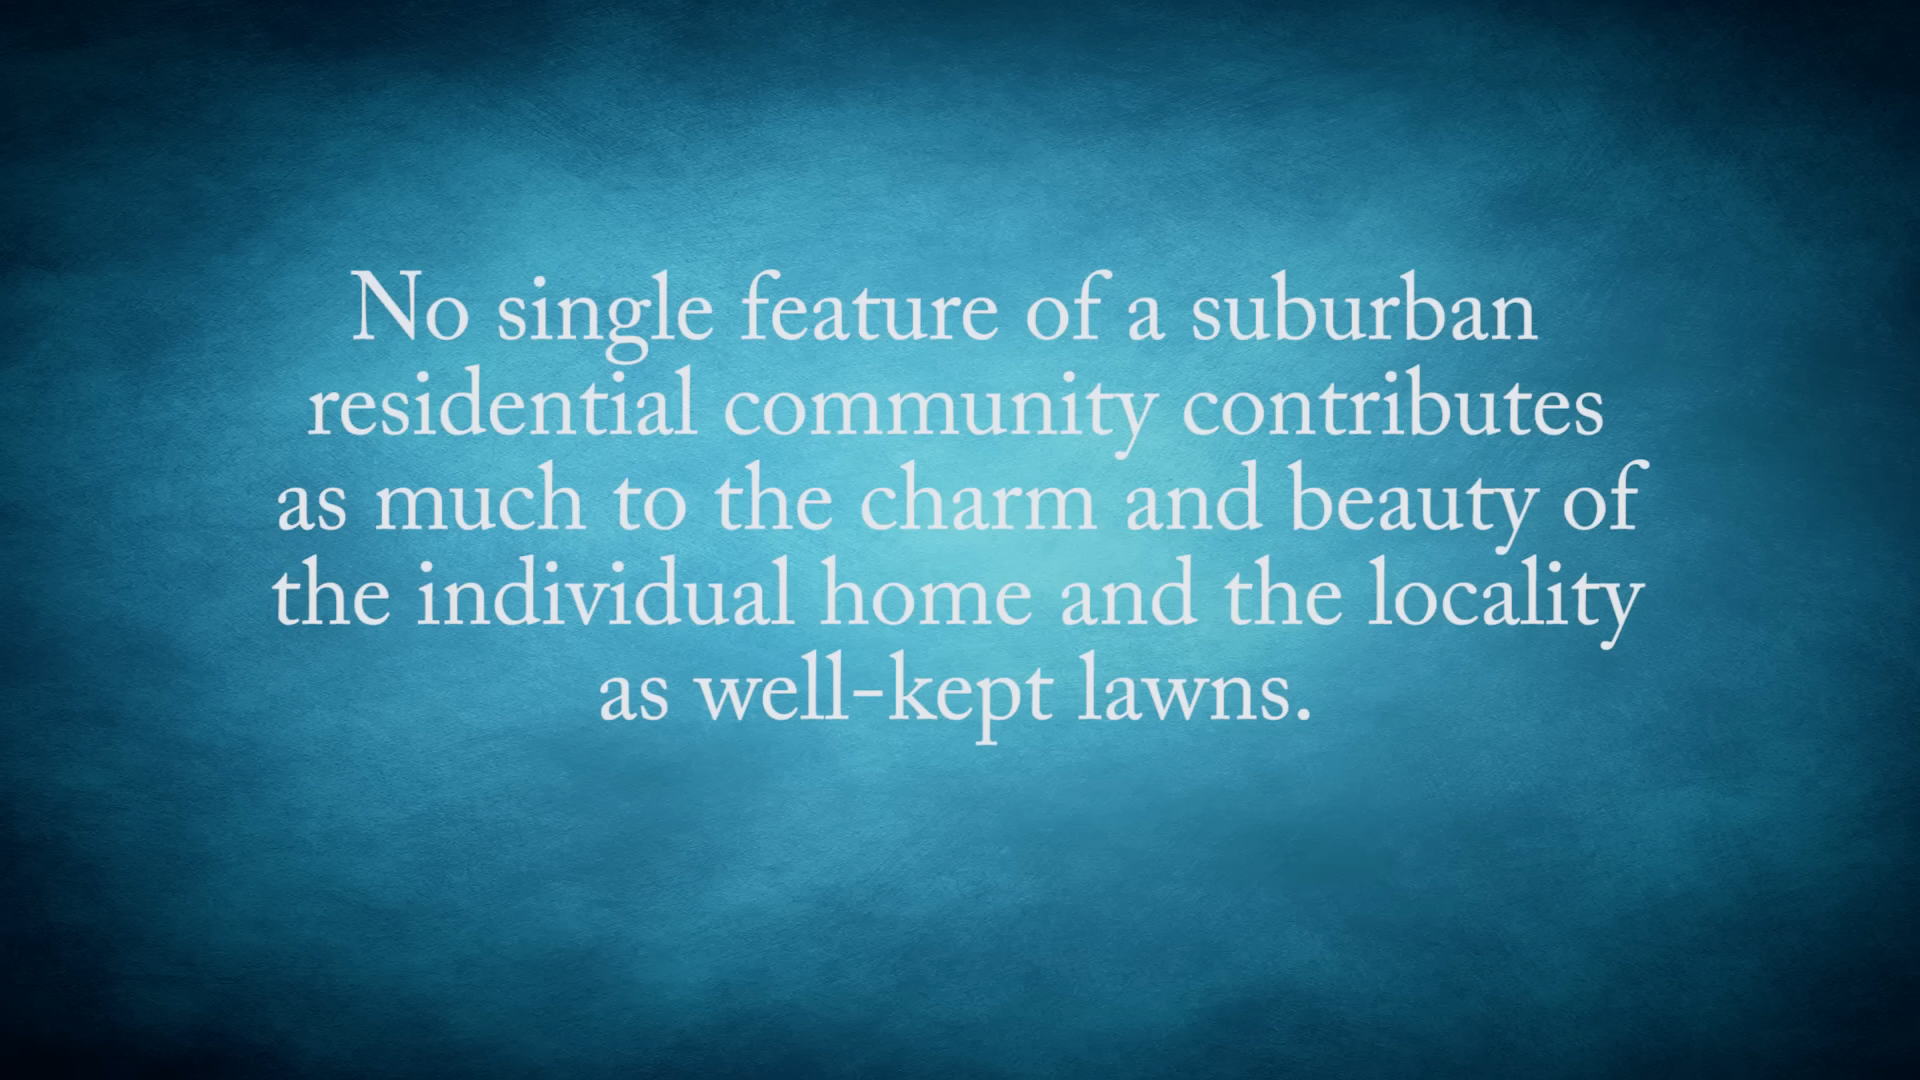 No single feature of a suburban
residential community contributes
as much to the charm and beauty of
the individual home and the locality
as well-kept lawns.